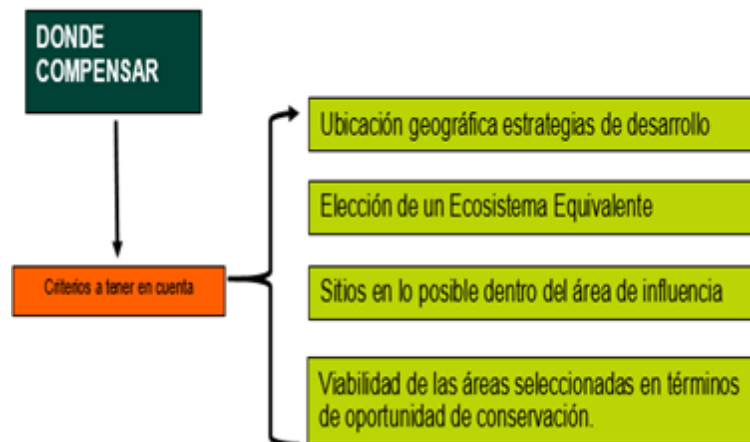 DONDE
COMPENSAR
Ubicación geográfica estrategias de desarrollo
Elección de un Ecosistema Equivalente
Criterios a tener en cuenta
Sitios en lo posible dentro del área de influencia
Viabilidad de las áreas seleccionadas en términos
de oportunidad de conservación.